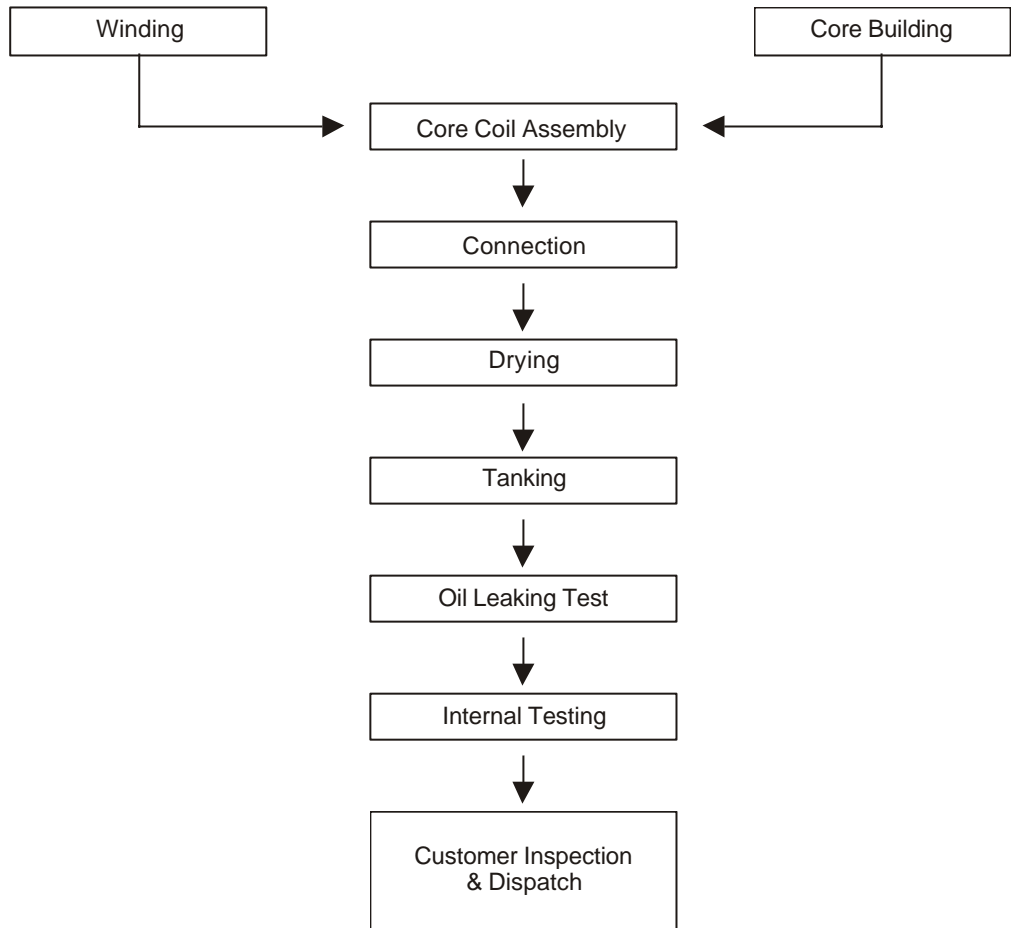 Winding
Core Building
Core Coil Assembly
Connection
Drying
Tanking
Oil Leaking Test
Internal Testing
Customer Inspection
& Dispatch